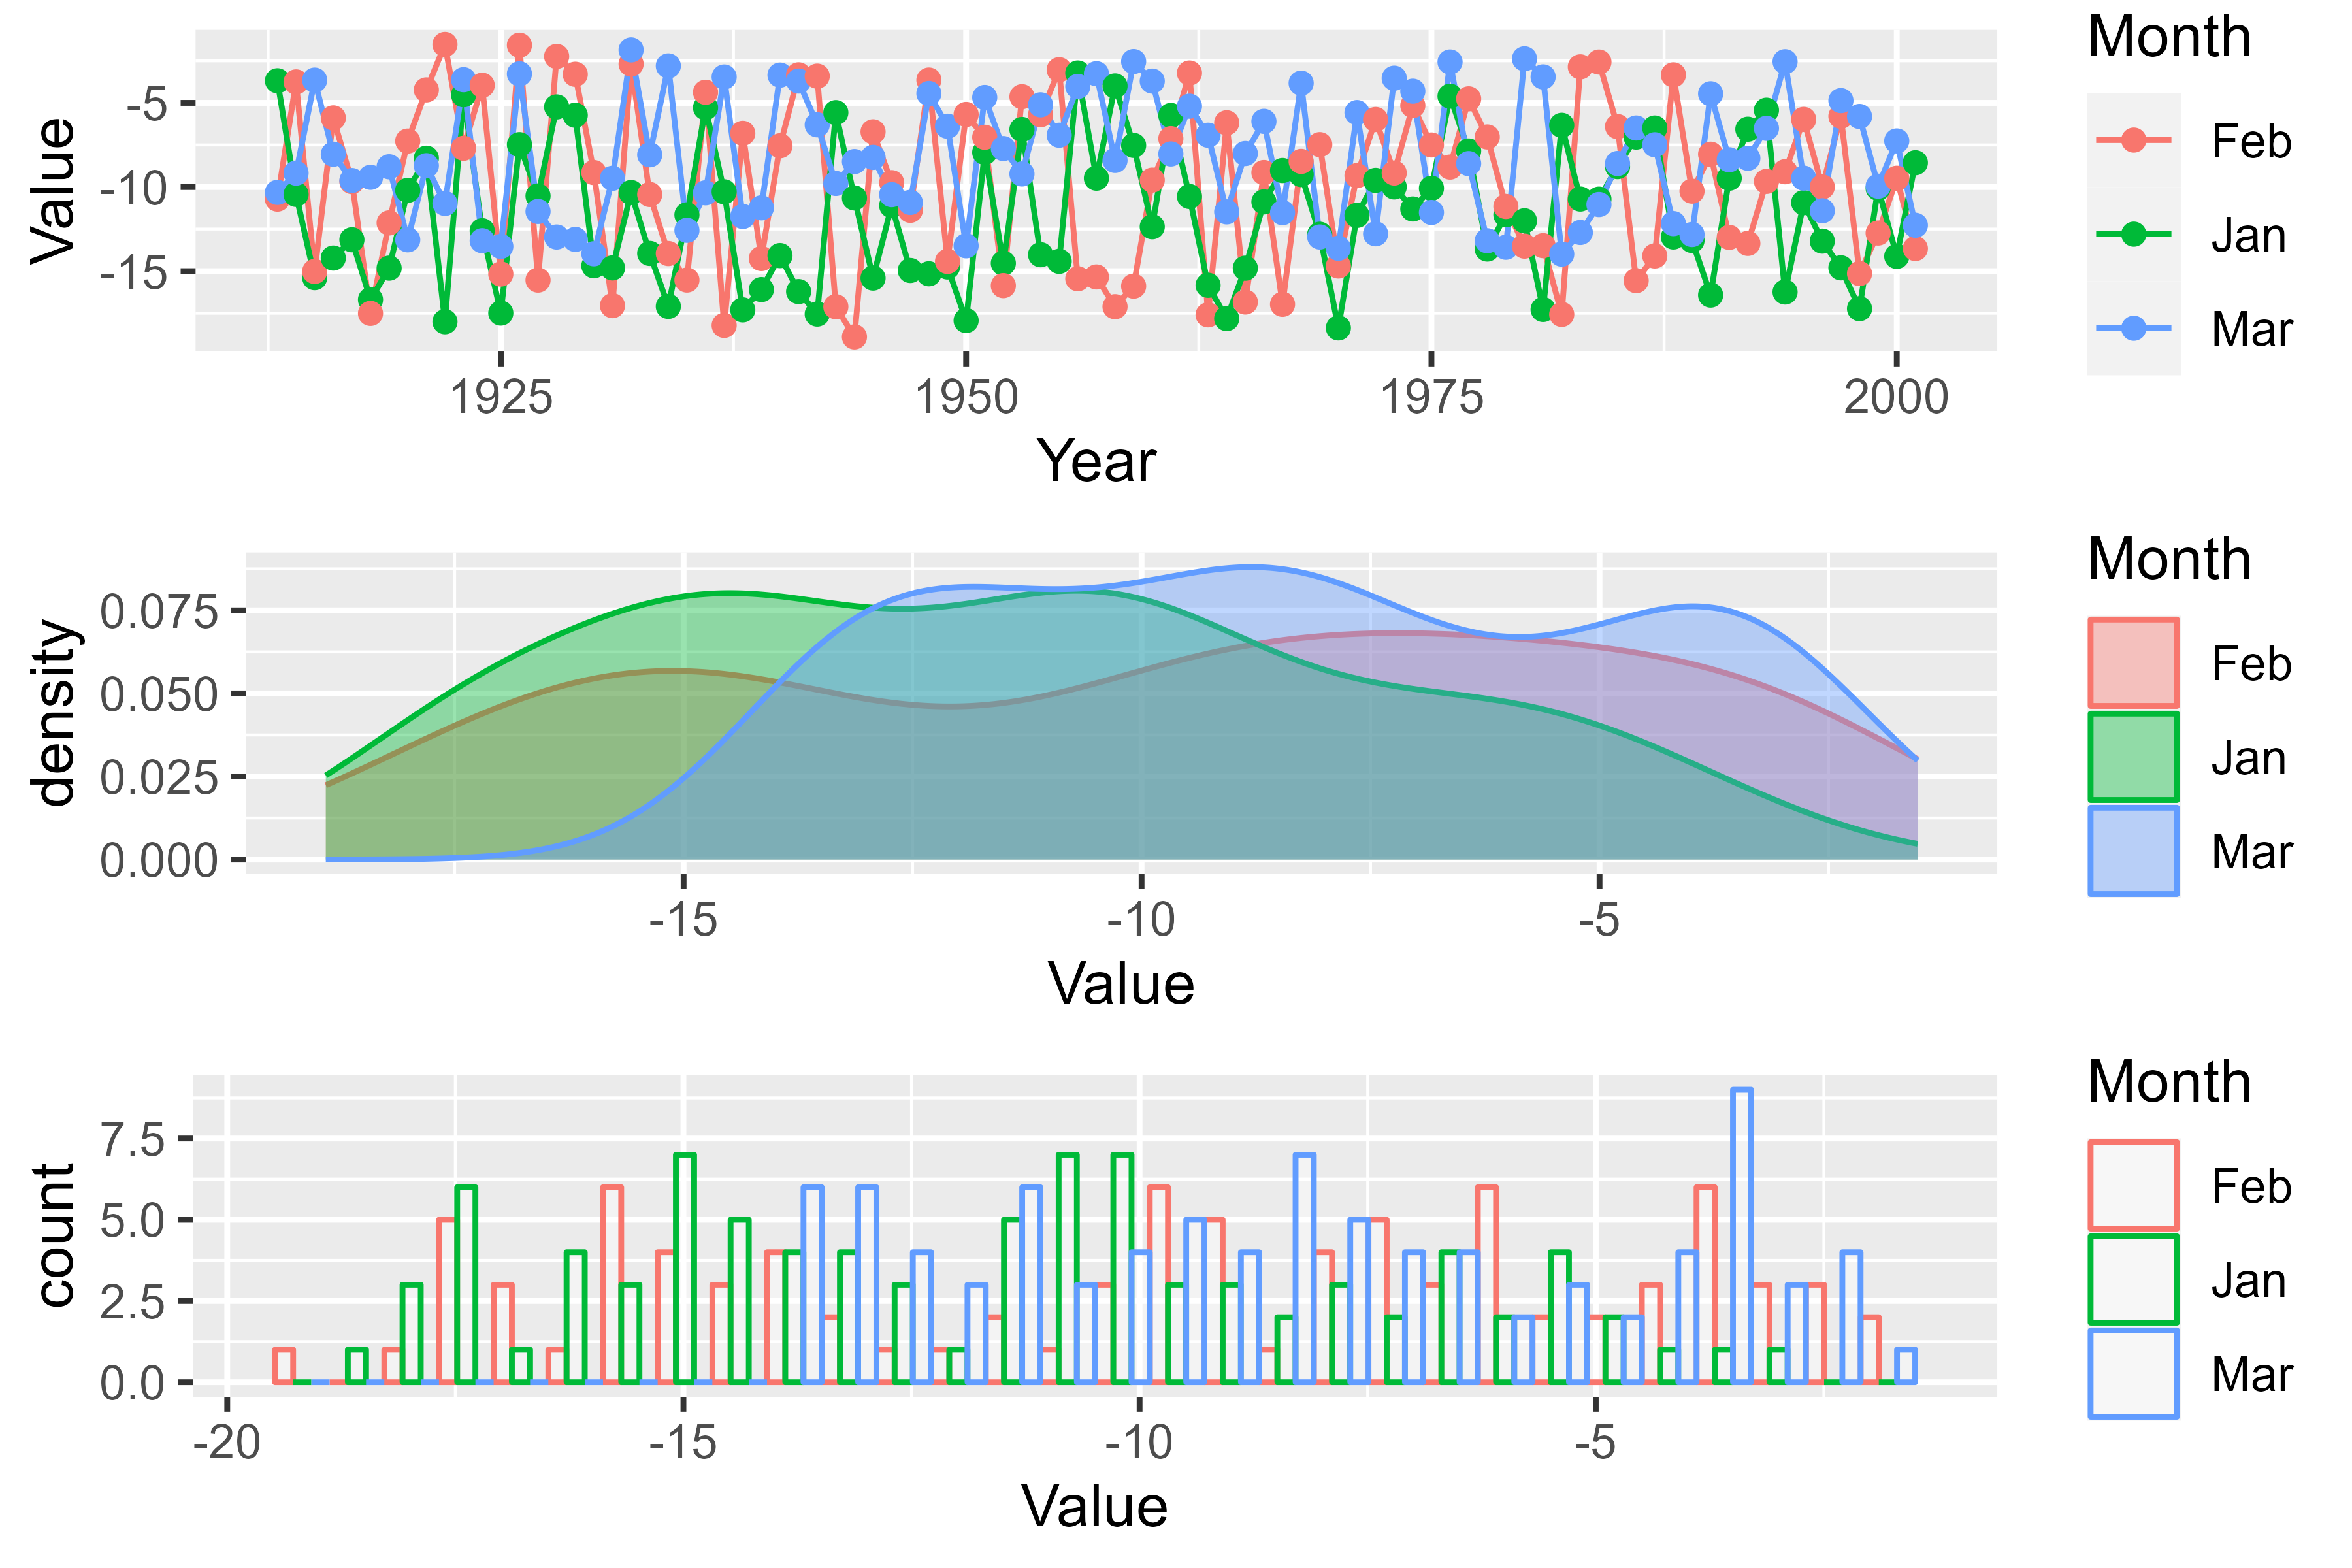 Value
-5
-10
-15
1925 1950 1975 2000
Year
Month
Feb
Jan
Mar
density
0.075
0.050
0.025
0.000
-15 -10 -5
Value
Month
Feb
Jan
Mar
count
7.5
5.0
2.5
0.0
-20 -15 -10 -5
Value
Month
Feb
Jan
Mar